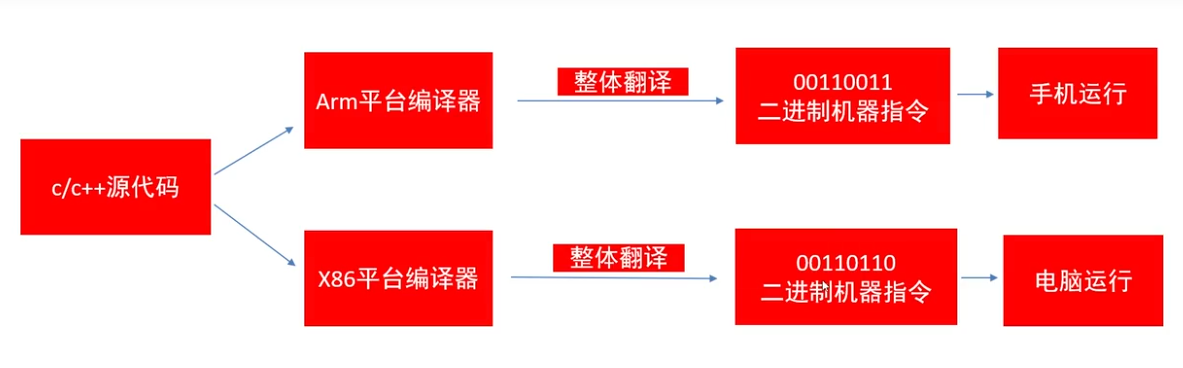 c/c++源代码
Arm平台编译器
整体翻译
00110011
二进制机器指令
手机运行
X86平台编译器
整体翻译
00110110
二进制机器指令
电脑运行